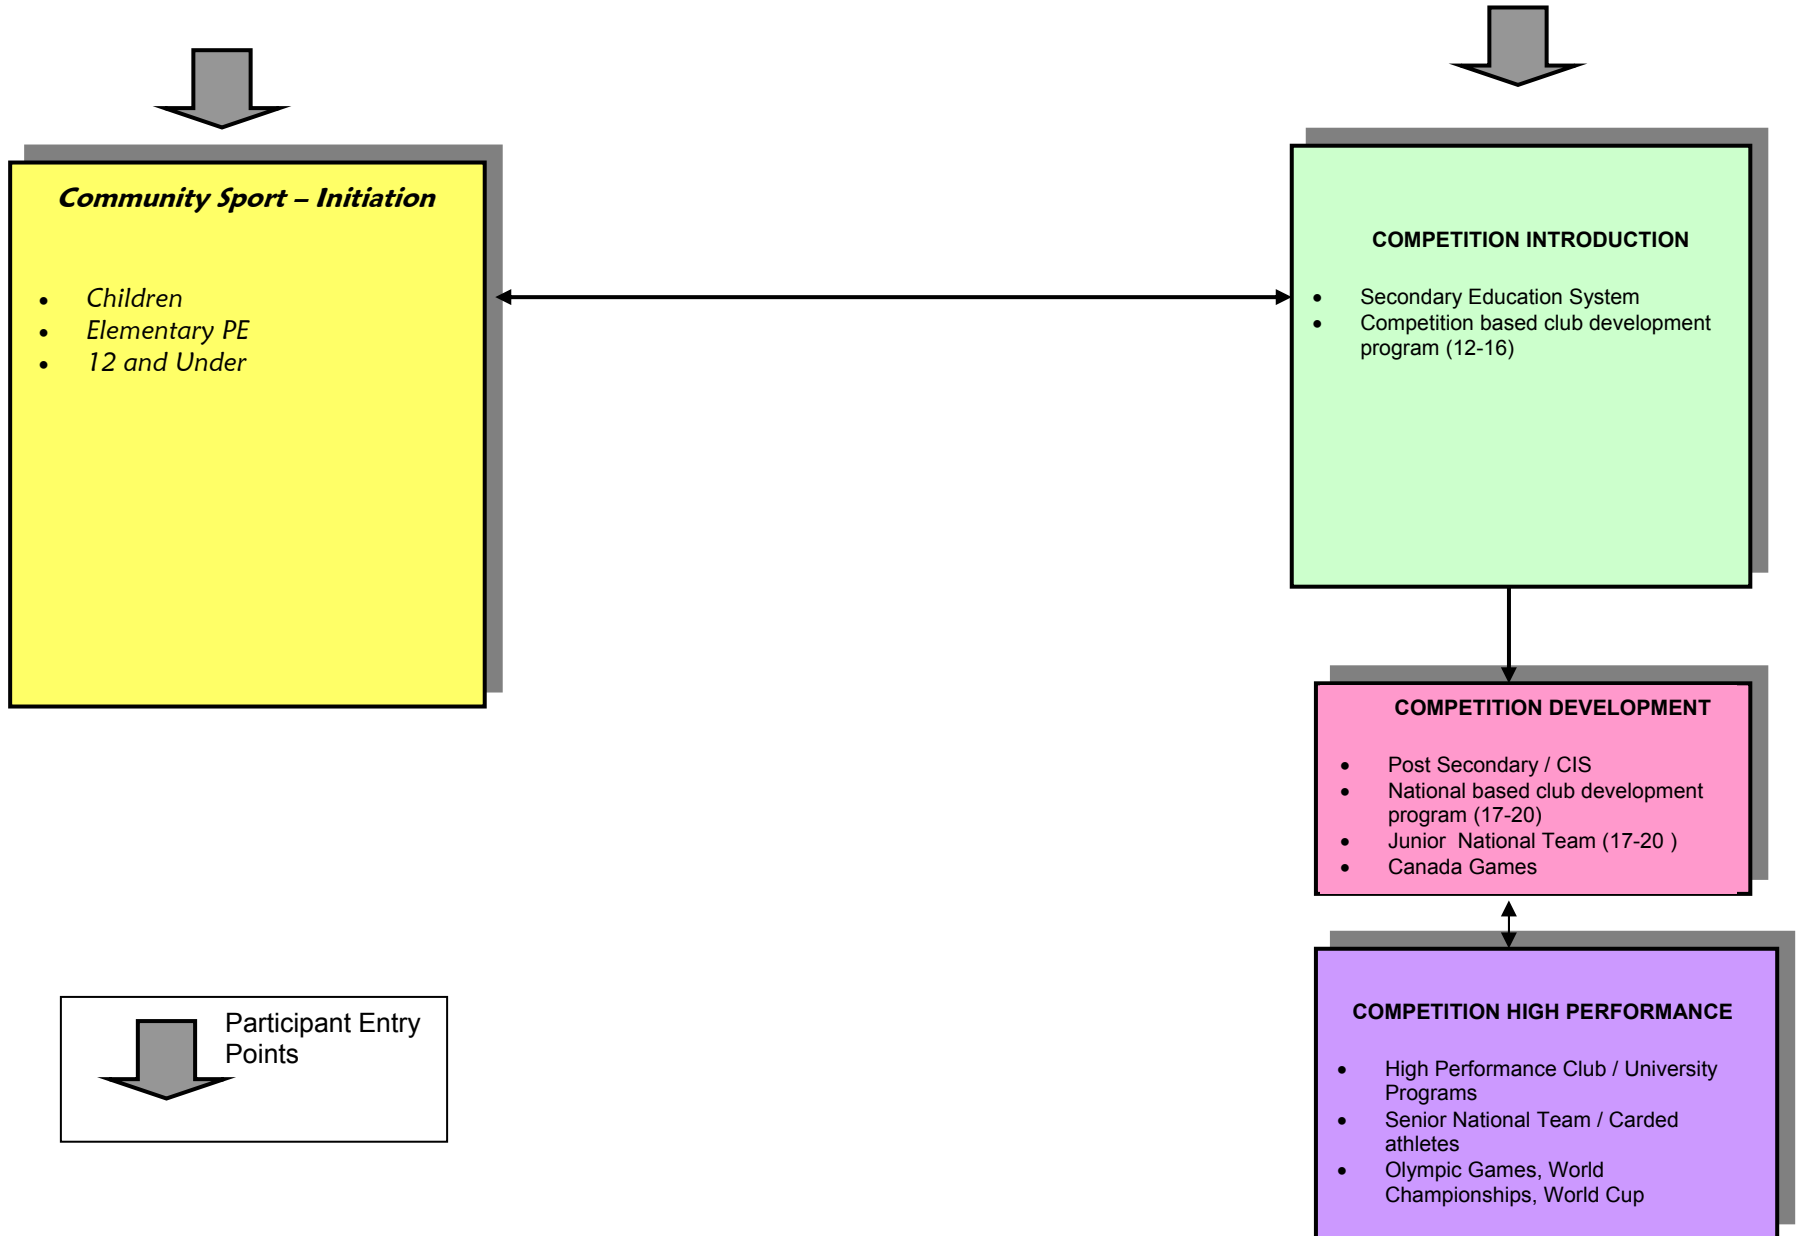 Community Sport – Initiation
• Children
• Elementary PE
• 12 and Under
COMPETITION INTRODUCTION
• Secondary Education System
• Competition based club development
program (12-16)
COMPETITION DEVELOPMENT
• Post Secondary / CIS
• National based club development
program (17-20)
• Junior  National Team (17-20 )
• Canada Games
COMPETITION HIGH PERFORMANCE
• High Performance Club / University
Programs
• Senior National Team / Carded
athletes
• Olympic Games, World
Championships, World Cup
Participant Entry
Points